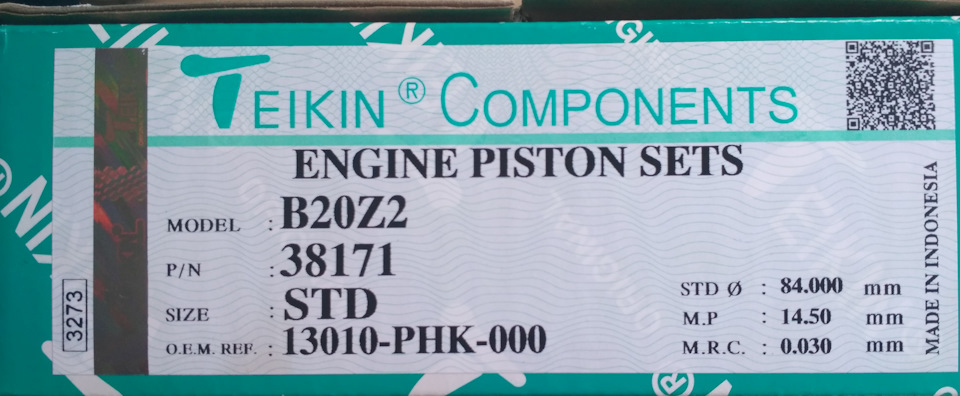 TEIKIN® COMPONENTS
ENGINE PISTON SETS
MODEL : B20Z2
P/N : 38171
SIZE : STD
O.E.M. REF. : 13010-PHK-000
STD Ø : 84.000 mm
M.P : 14.50 mm
M.R.C. : 0.030 mm
MADE IN INDONESIA
3273